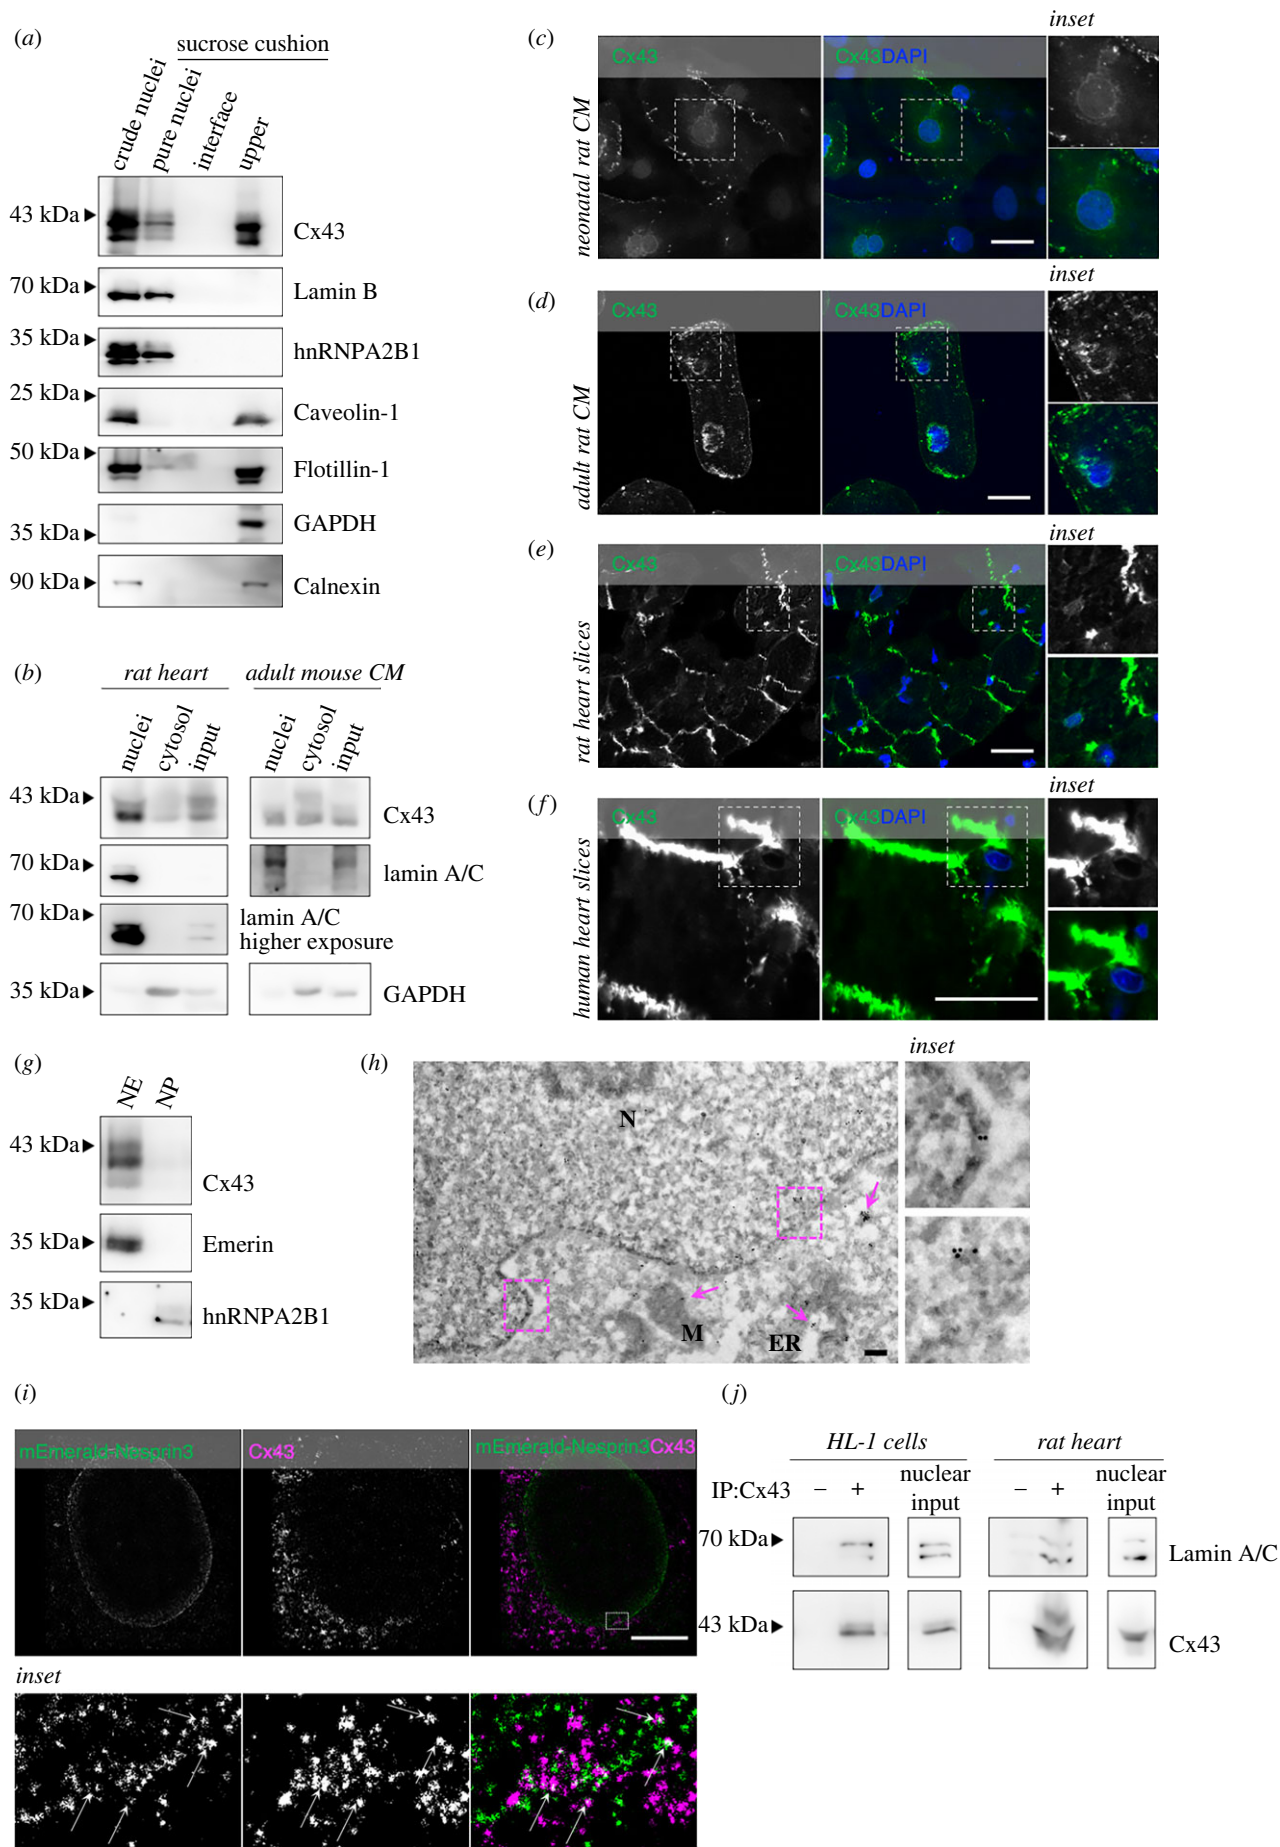 (a)
sucrose cushion
crude nuclei
pure nuclei
interface
upper
43 kDa
Cx43
70 kDa
Lamin B
35 kDa
hnRNPA2B1
25 kDa
Caveolin-1
50 kDa
Flotillin-1
35 kDa
GAPDH
90 kDa
Calnexin
(b)
rat heart
adult mouse CM
nuclei
cytosol
input
nuclei
cytosol
input
43 kDa
Cx43
70 kDa
lamin A/C
70 kDa
lamin A/C
higher exposure
35 kDa
GAPDH
(c)
inset
neonatal rat CM
Cx43
Cx43DAPI
(d)
inset
adult rat CM
Cx43
Cx43DAPI
(e)
inset
rat heart slices
Cx43
Cx43DAPI
(f)
inset
human heart slices
Cx43
Cx43DAPI
(g)
NE
NP
43 kDa
Cx43
35 kDa
Emerin
35 kDa
hnRNPA2B1
(h)
inset
N
M
ER
(i)
mEmerald-Nesprin3
Cx43
mEmerald-Nesprin3Cx43
inset
(j)
HL-1 cells
rat heart
IP:Cx43
– +
nuclear
input
– +
nuclear
input
70 kDa
Lamin A/C
43 kDa
Cx43